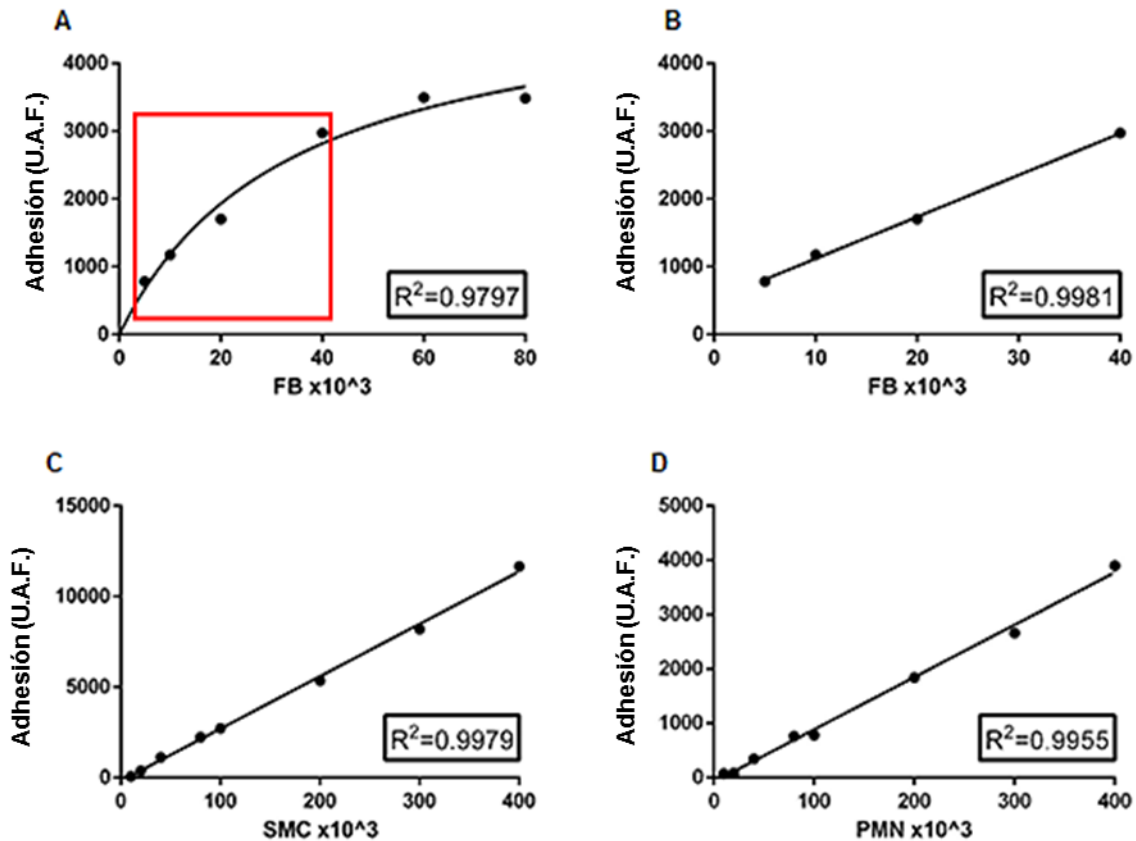 A
Adhesión (U.A.F.)
4000
3000
2000
1000
0
0 20 40 60 80
FB x10^3
R²=0.9797
B
Adhesión (U.A.F.)
4000
3000
2000
1000
0
0 10 20 30 40
FB x10^3
R²=0.9981
C
Adhesión (U.A.F.)
15000
10000
5000
0
0 100 200 300 400
SMC x10^3
R²=0.9979
D
Adhesión (U.A.F.)
5000
4000
3000
2000
1000
0
0 100 200 300 400
PMN x10^3
R²=0.9955